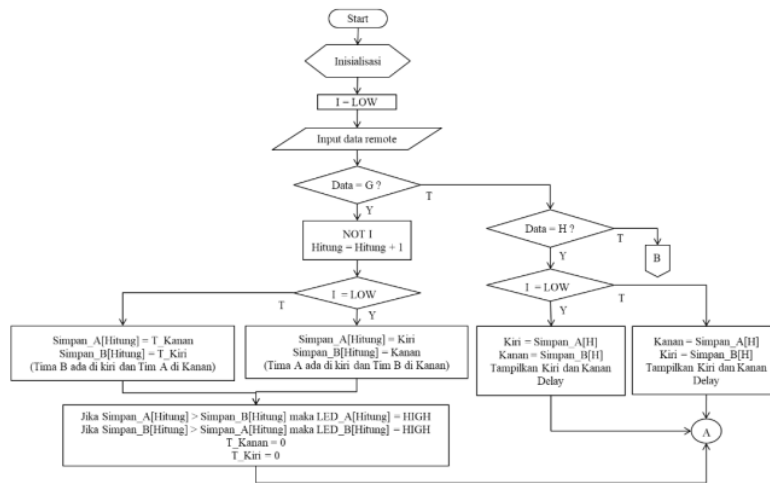 Start
Inisialisasi
I = LOW
Input data remote
Data = G ?
T
Y
NOT I
Hitung = Hitung + 1
Data = H ?
T
Y
B
I = LOW
T
Y
I = LOW
T
Y
Simpan_A[Hitung] = T_Kanan
Simpan_B[Hitung] = T_Kiri
(Tima B ada di kiri dan Tim A di Kanan)
Simpan_A[Hitung] = Kiri
Simpan_B[Hitung] = Kanan
(Tima A ada di kiri dan Tim B di Kanan)
Kiri = Simpan_A[H]
Kanan = Simpan_B[H]
Tampilkan Kiri dan Kanan
Delay
Kanan = Simpan_A[H]
Kiri = Simpan_B[H]
Tampilkan Kiri dan Kanan
Delay
Jika Simpan_A[Hitung] > Simpan_B[Hitung] maka LED_A[Hitung] = HIGH
Jika Simpan_B[Hitung] > Simpan_A[Hitung] maka LED_B[Hitung] = HIGH
T_Kanan = 0
T_Kiri = 0
A